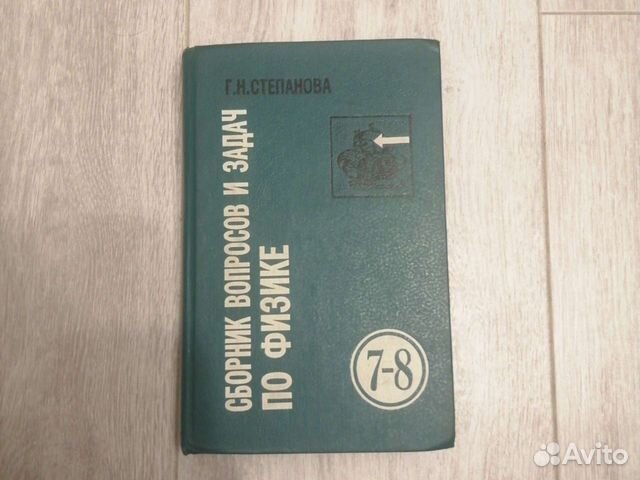 Г.Н.СТЕПАНОВА
СБОРНИК ВОПРОСОВ И ЗАДАЧ
ПО ФИЗИКЕ
7-8
Avito